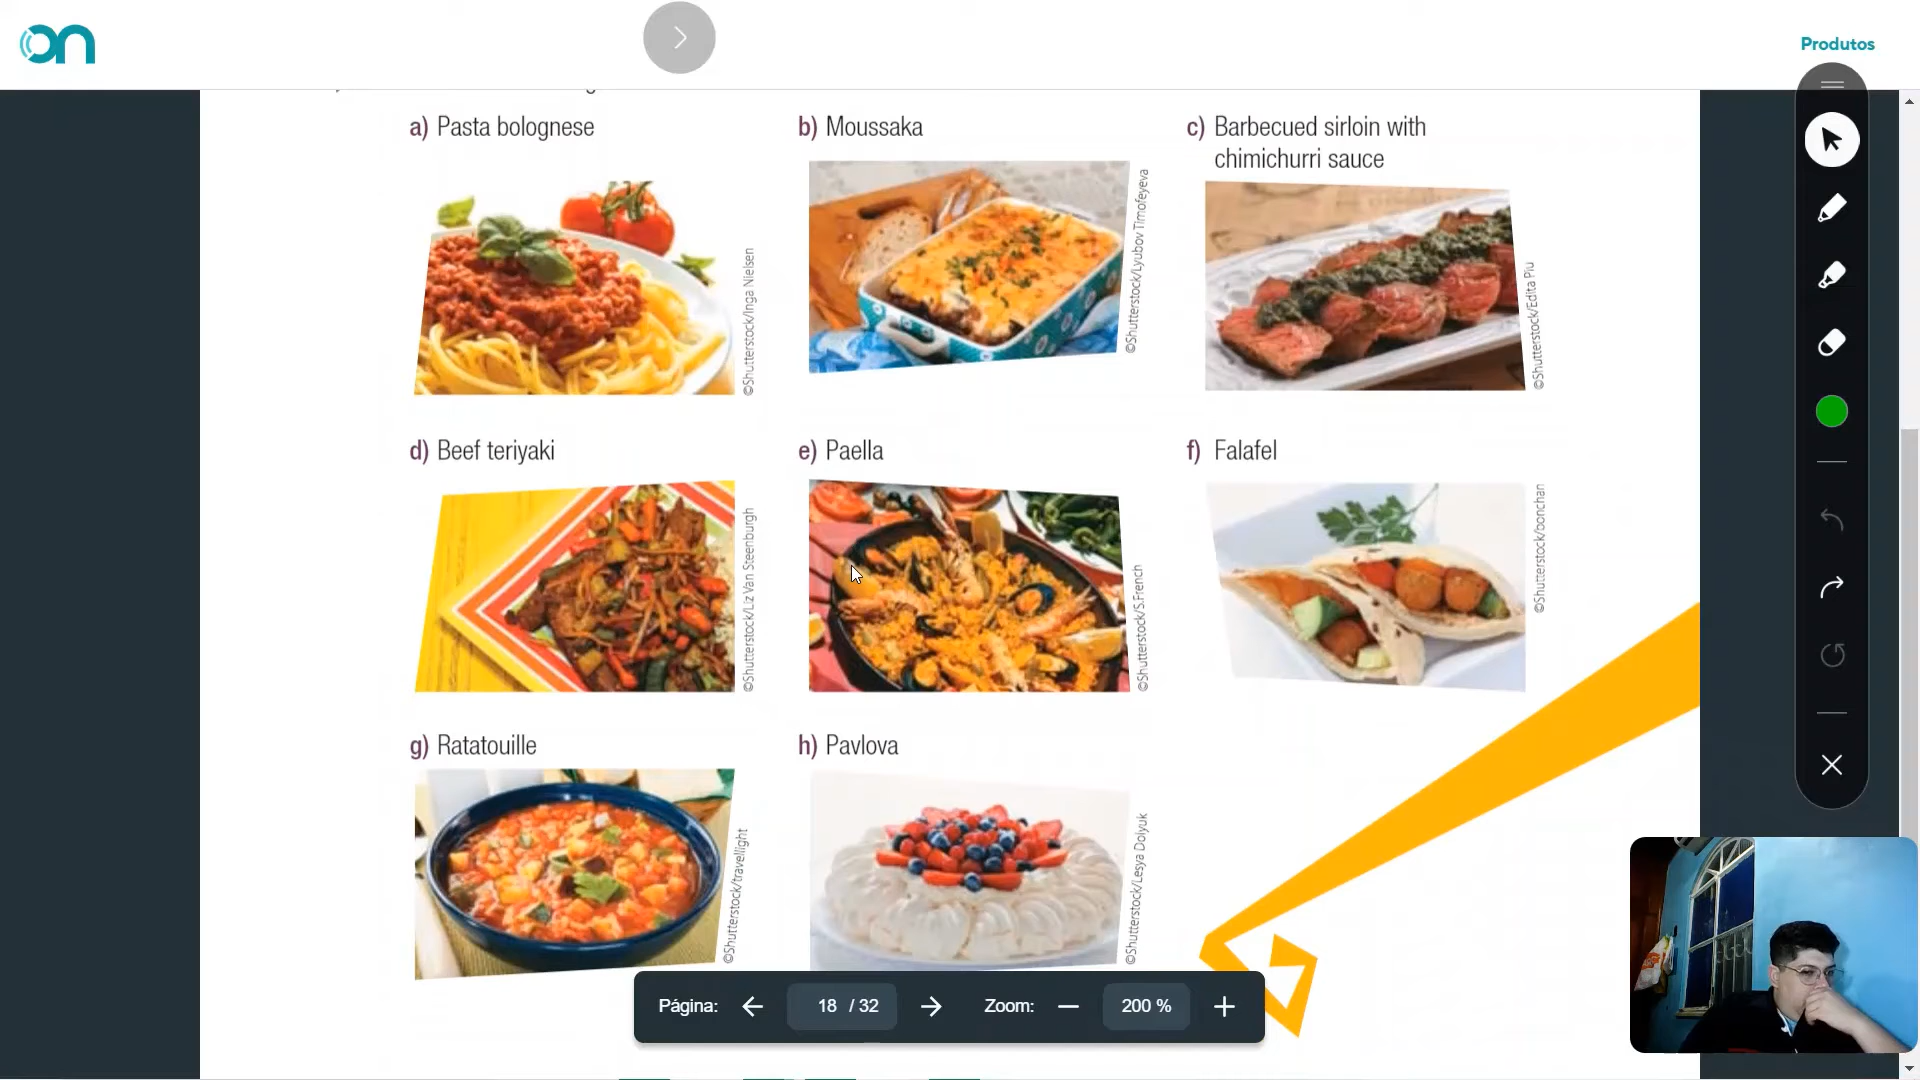 on
Produtos
a) Pasta bolognese
b) Moussaka
c) Barbecued sirloin with
chimichurri sauce
©Shutterstock/Inga Nielsen
©Shutterstock/Lyubov Timofeyeva
©Shutterstock/Edita Piu
d) Beef teriyaki
e) Paella
f) Falafel
©Shutterstock/Liz Van Steenburgh
©Shutterstock/S.French
©Shutterstock/bonchan
g) Ratatouille
h) Pavlova
©Shutterstock/travellight
©Shutterstock/Lesya Dolyuk
Página: 18 / 32 Zoom: 200 %